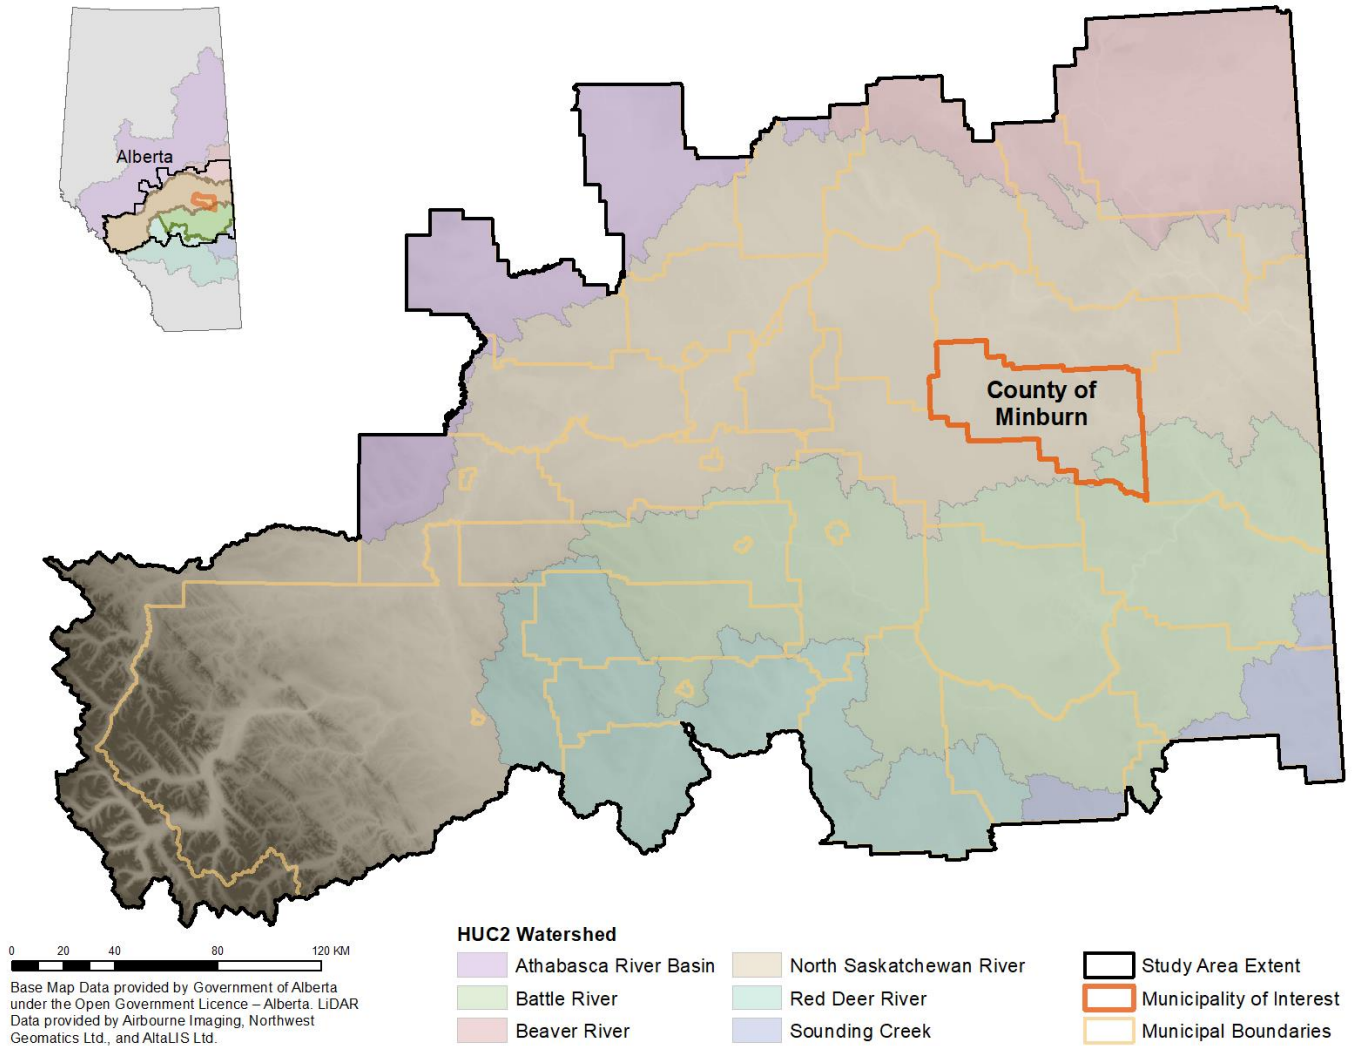 Alberta
County of
Minburn
HUC2 Watershed
Athabasca River Basin
Battle River
Beaver River
North Saskatchewan River
Red Deer River
Sounding Creek
Study Area Extent
Municipality of Interest
Municipal Boundaries
0 20 40 80 120 KM
Base Map Data provided by Government of Alberta
under the Open Government Licence – Alberta. LiDAR
Data provided by Airbourne Imaging, Northwest
Geomatics Ltd., and AltaLIS Ltd.